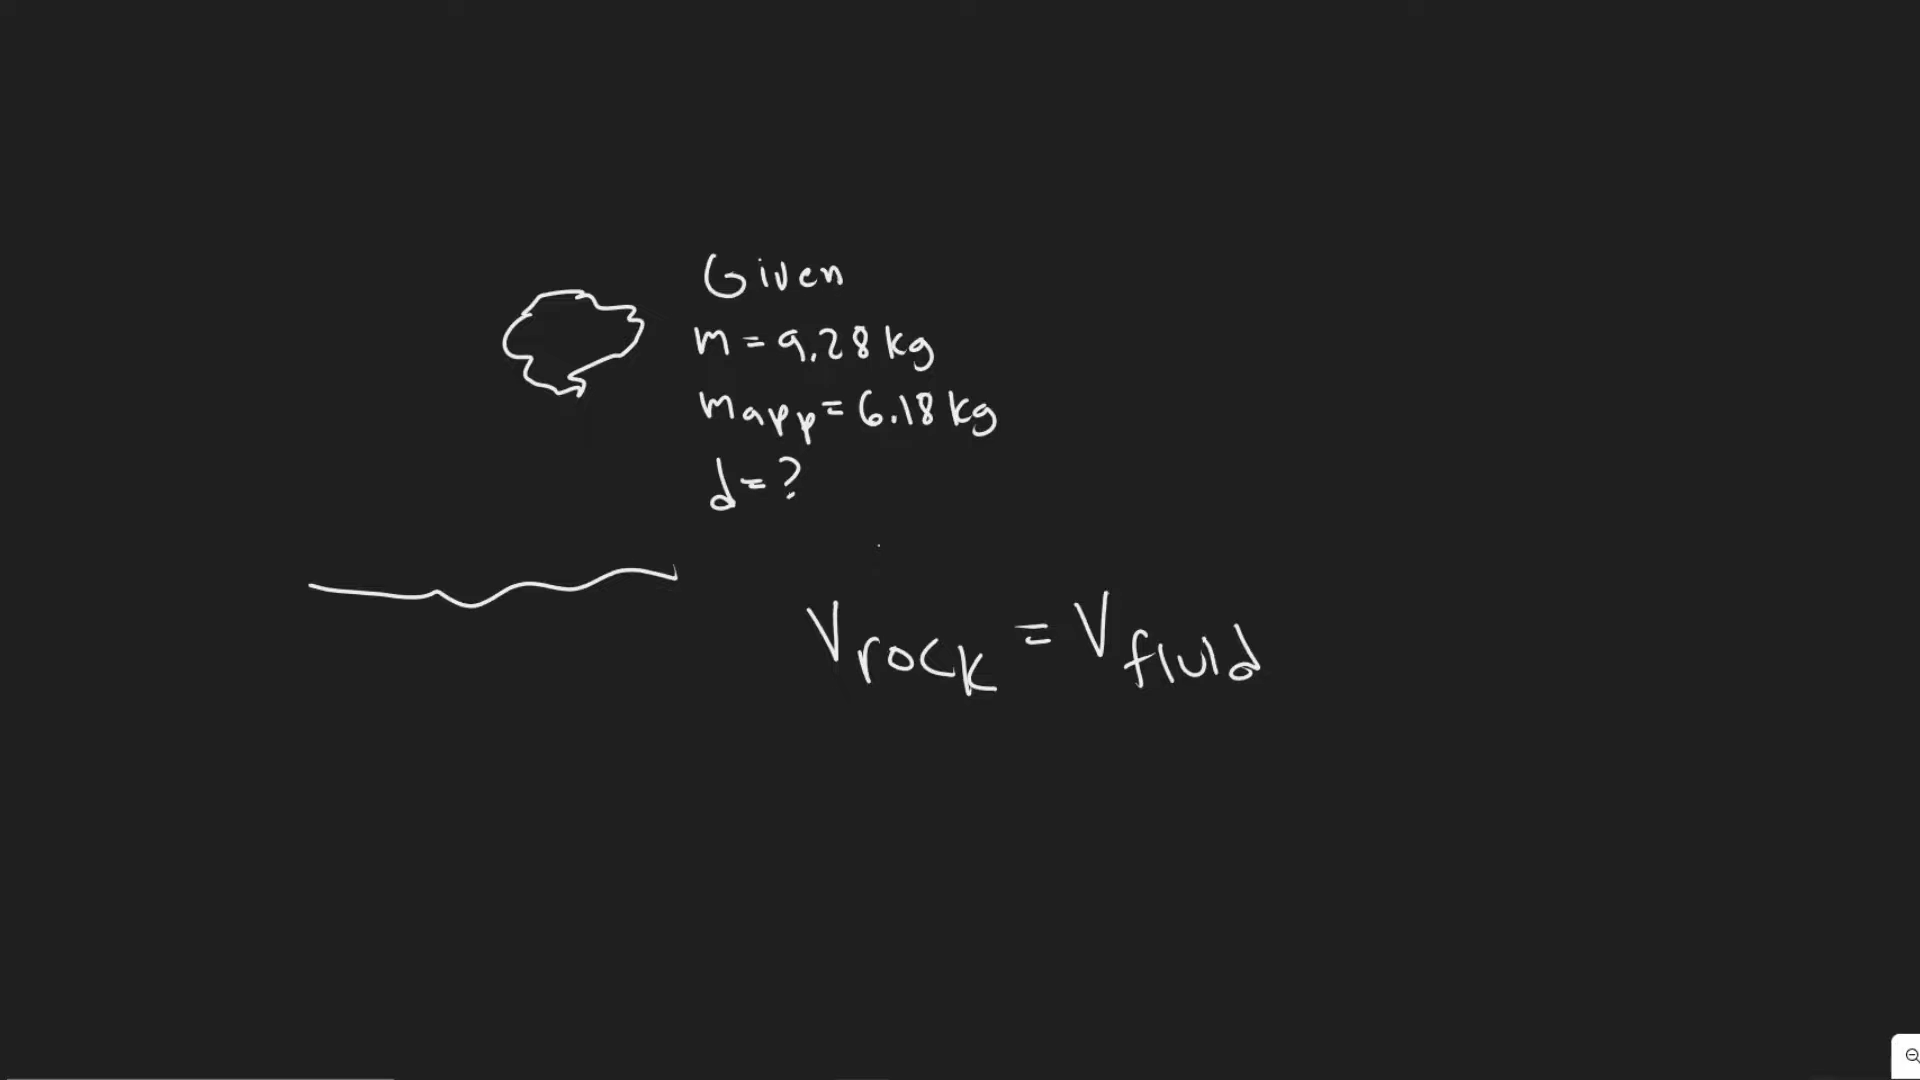 Given
m = 9.28 kg
mapp = 6.18 kg
d = ?
Vrock = Vfluid